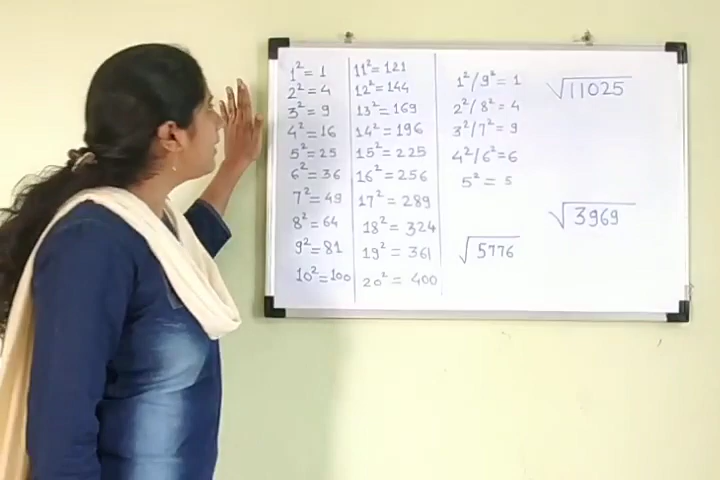 1² = 1
2² = 4
3² = 9
4² = 16
5² = 25
6² = 36
7² = 49
8² = 64
9² = 81
10² = 100
11² = 121
12² = 144
13² = 169
14² = 196
15² = 225
16² = 256
17² = 289
18² = 324
19² = 361
20² = 400
1² / 9² = 1
2² / 8² = 4
3² / 7² = 9
4² / 6² = 6
5² = 5
√5776
√11025
√3969